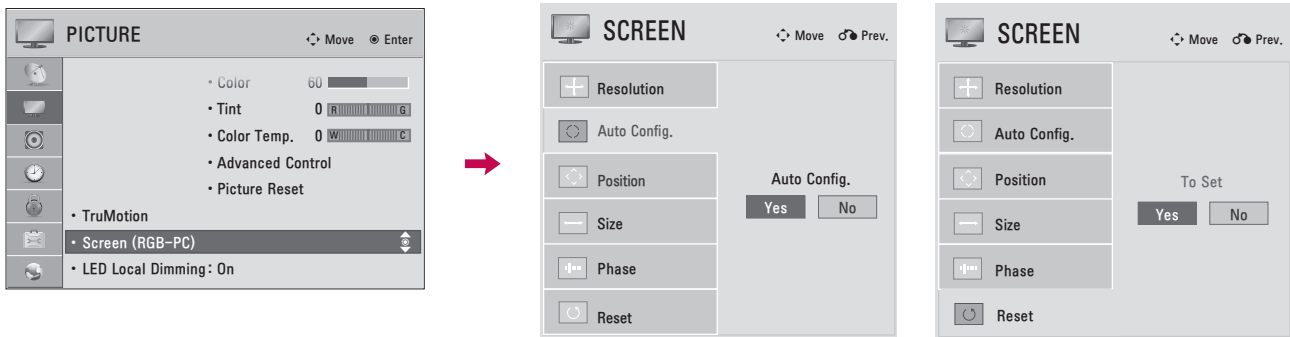 PICTURE
Move Enter
• Color 60
• Tint 0 R G
• Color Temp. 0 W C
• Advanced Control
• Picture Reset
• TruMotion
• Screen (RGB-PC)
• LED Local Dimming : On
SCREEN
Move Prev.
Resolution
Auto Config.
Position
Size
Phase
Reset
Auto Config.
Yes No
SCREEN
Move Prev.
Resolution
Auto Config.
Position
Size
Phase
Reset
To Set
Yes No